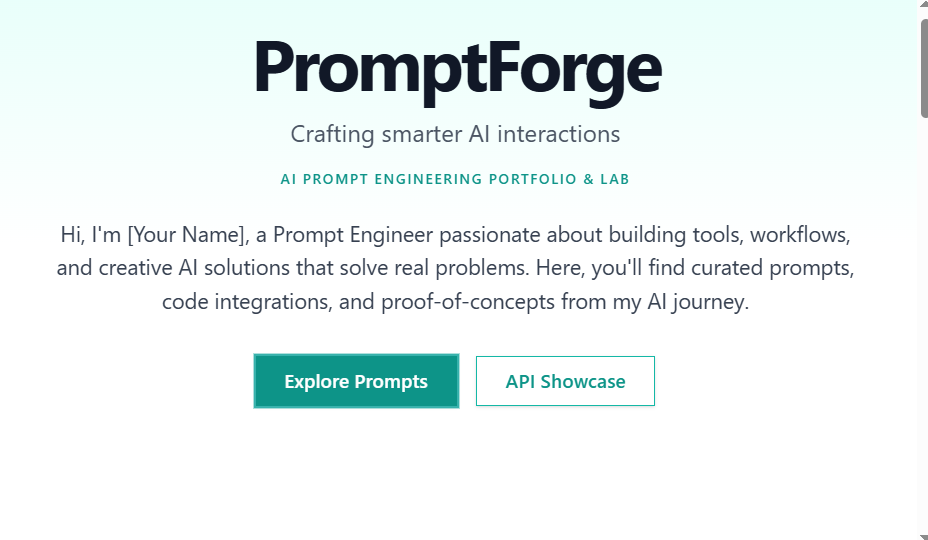 PromptForge
Crafting smarter AI interactions
AI PROMPT ENGINEERING PORTFOLIO & LAB
Hi, I'm [Your Name], a Prompt Engineer passionate about building tools, workflows,
and creative AI solutions that solve real problems. Here, you'll find curated prompts,
code integrations, and proof-of-concepts from my AI journey.
Explore Prompts
API Showcase